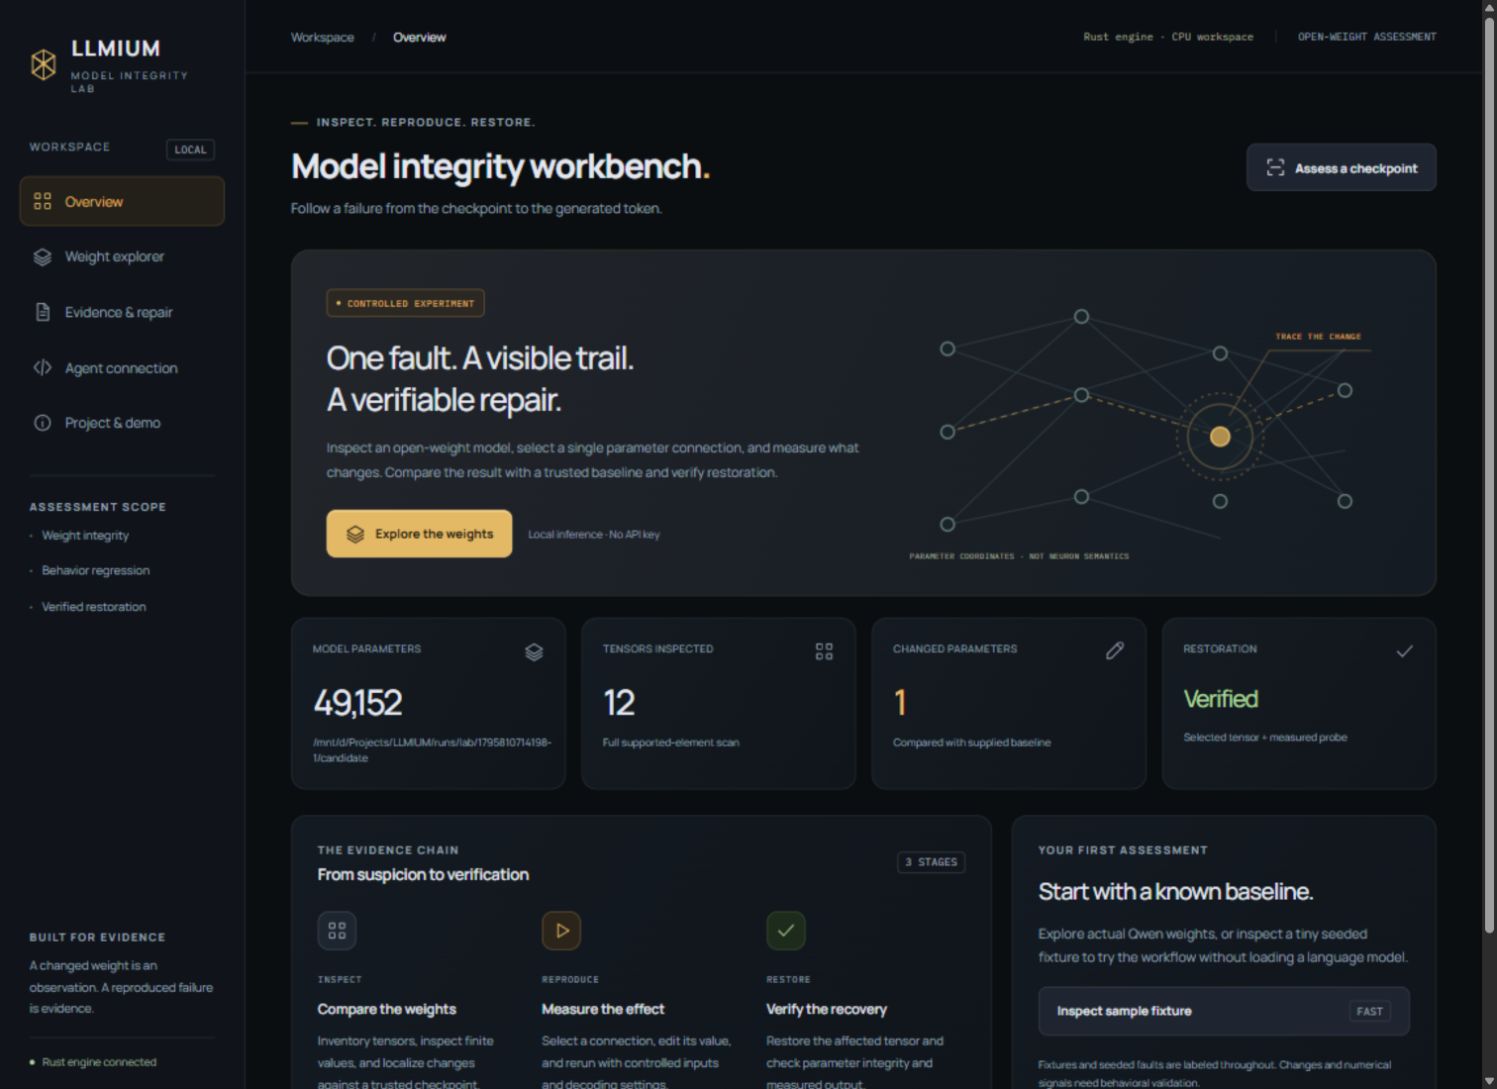 LLMIUM
MODEL INTEGRITY
LAB
WORKSPACE
LOCAL
Overview
Weight explorer
Evidence & repair
Agent connection
Project & demo
ASSESSMENT SCOPE
· Weight integrity
· Behavior regression
· Verified restoration
BUILT FOR EVIDENCE
A changed weight is an
observation. A reproduced failure
is evidence.
Rust engine connected
Workspace / Overview
Rust engine · CPU workspace
OPEN-WEIGHT ASSESSMENT
INSPECT. REPRODUCE. RESTORE.
Model integrity workbench.
Follow a failure from the checkpoint to the generated token.
Assess a checkpoint
CONTROLLED EXPERIMENT
One fault. A visible trail.
A verifiable repair.
Inspect an open-weight model, select a single parameter connection, and measure what
changes. Compare the result with a trusted baseline and verify restoration.
Explore the weights
Local inference · No API key
TRACE THE CHANGE
PARAMETER COORDINATES · NOT NEURON SEMANTICS
MODEL PARAMETERS
49,152
/mnt/d/Projects/LLMIUM/runs/lab/1795810714198-
1/candidate
TENSORS INSPECTED
12
Full supported-element scan
CHANGED PARAMETERS
1
Compared with supplied baseline
RESTORATION
Verified
Selected tensor + measured probe
THE EVIDENCE CHAIN
From suspicion to verification
3 STAGES
INSPECT
Compare the weights
Inventory tensors, inspect finite
values, and localize changes
against a trusted checkpoint.
REPRODUCE
Measure the effect
Select a connection, edit its value,
and rerun with controlled inputs
and decoding settings.
RESTORE
Verify the recovery
Restore the affected tensor and
check parameter integrity and
measured output.
YOUR FIRST ASSESSMENT
Start with a known baseline.
Explore actual Qwen weights, or inspect a tiny seeded
fixture to try the workflow without loading a language model.
Inspect sample fixture
FAST
Fixtures and seeded faults are labeled throughout. Changes and numerical
signals need behavioral validation.